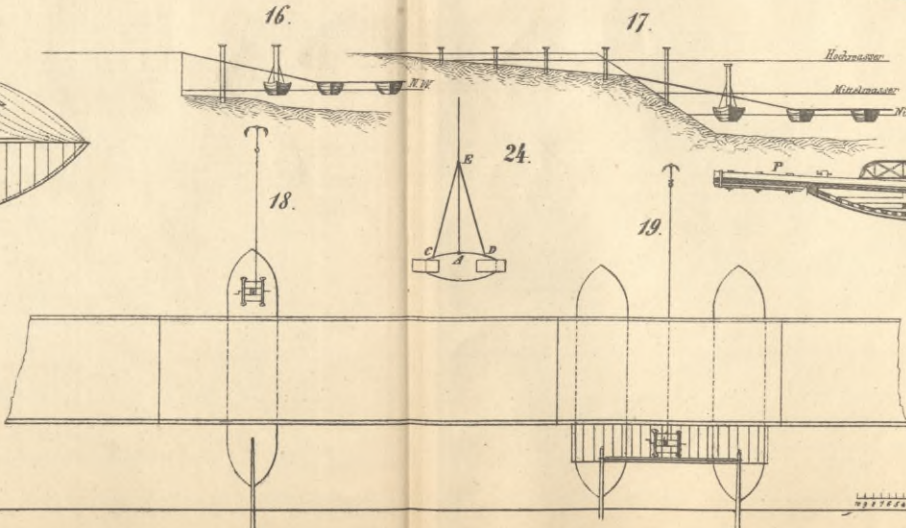 16.
17.
Hochwasser
Mittelwasser
N.W.
24.
E
P
18.
19.
C
A
D